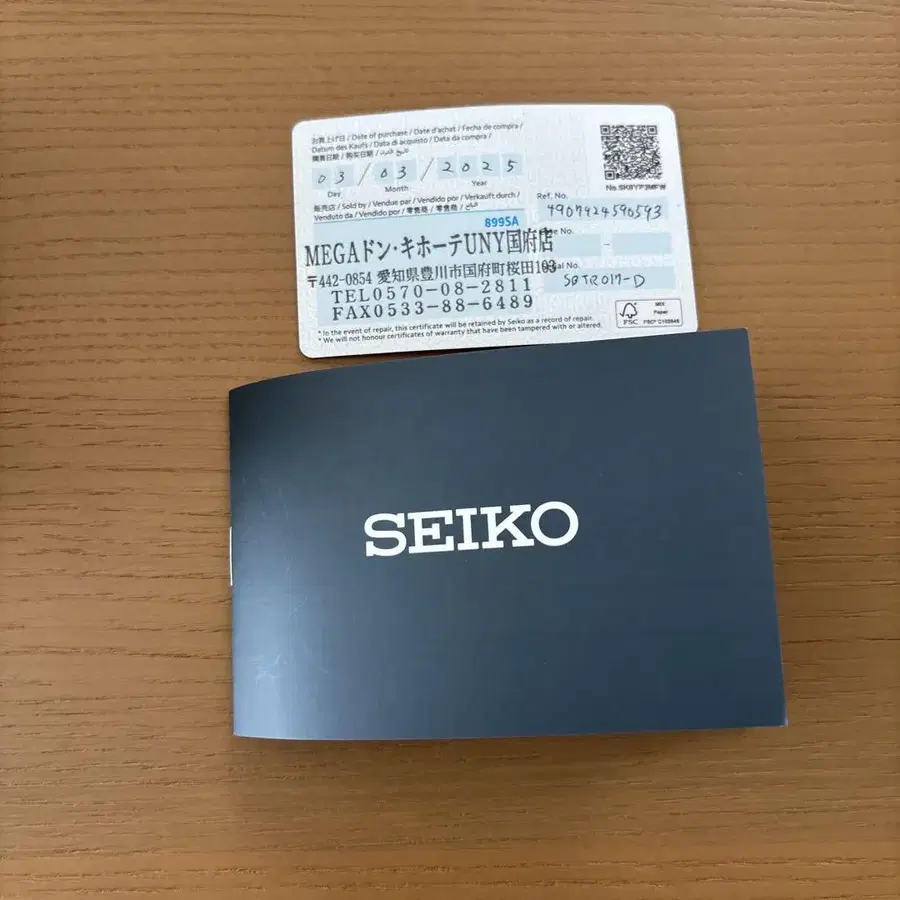 お買上げ日 / Date of purchase / Date d'achat / Fecha de compra /
Datum des Kaufs / Data di acquisto / Data da compra /
購買日期 / 购买日期 / تاريخ الشراء
03 / 03 / 2025
Day Month Year
No.SK8YP3MFW
販売店 / Sold by / Vendue par / Vendido por / Verkauft durch /
Venduto da / Vendido por / 零售商 / 零售商 / البائع
Ref. No.
4907424590593
899SA
MEGAドン・キホーテUNY国府店
e No.
-
〒442-0854 愛知県豊川市国府町桜田103
al No.
TEL0570-08-2811
SBTR017-D
FAX0533-88-6489
MIX
Paper
FSC
* In the event of repair, this certificate will be retained by Seiko as a record of repair.
* We will not honour certificates of warranty that have been tampered with or altered.
SEIKO